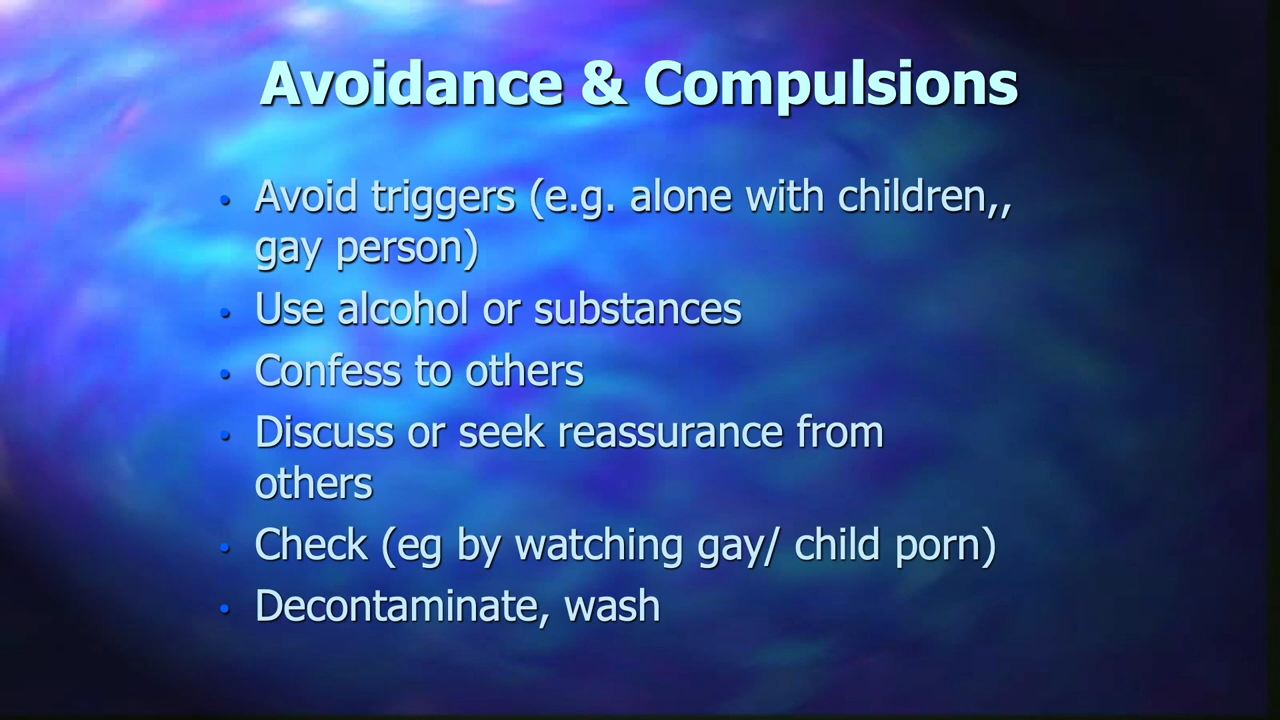 Avoidance & Compulsions
• Avoid triggers (e.g. alone with children,,
gay person)
• Use alcohol or substances
• Confess to others
• Discuss or seek reassurance from
others
• Check (eg by watching gay/ child porn)
• Decontaminate, wash